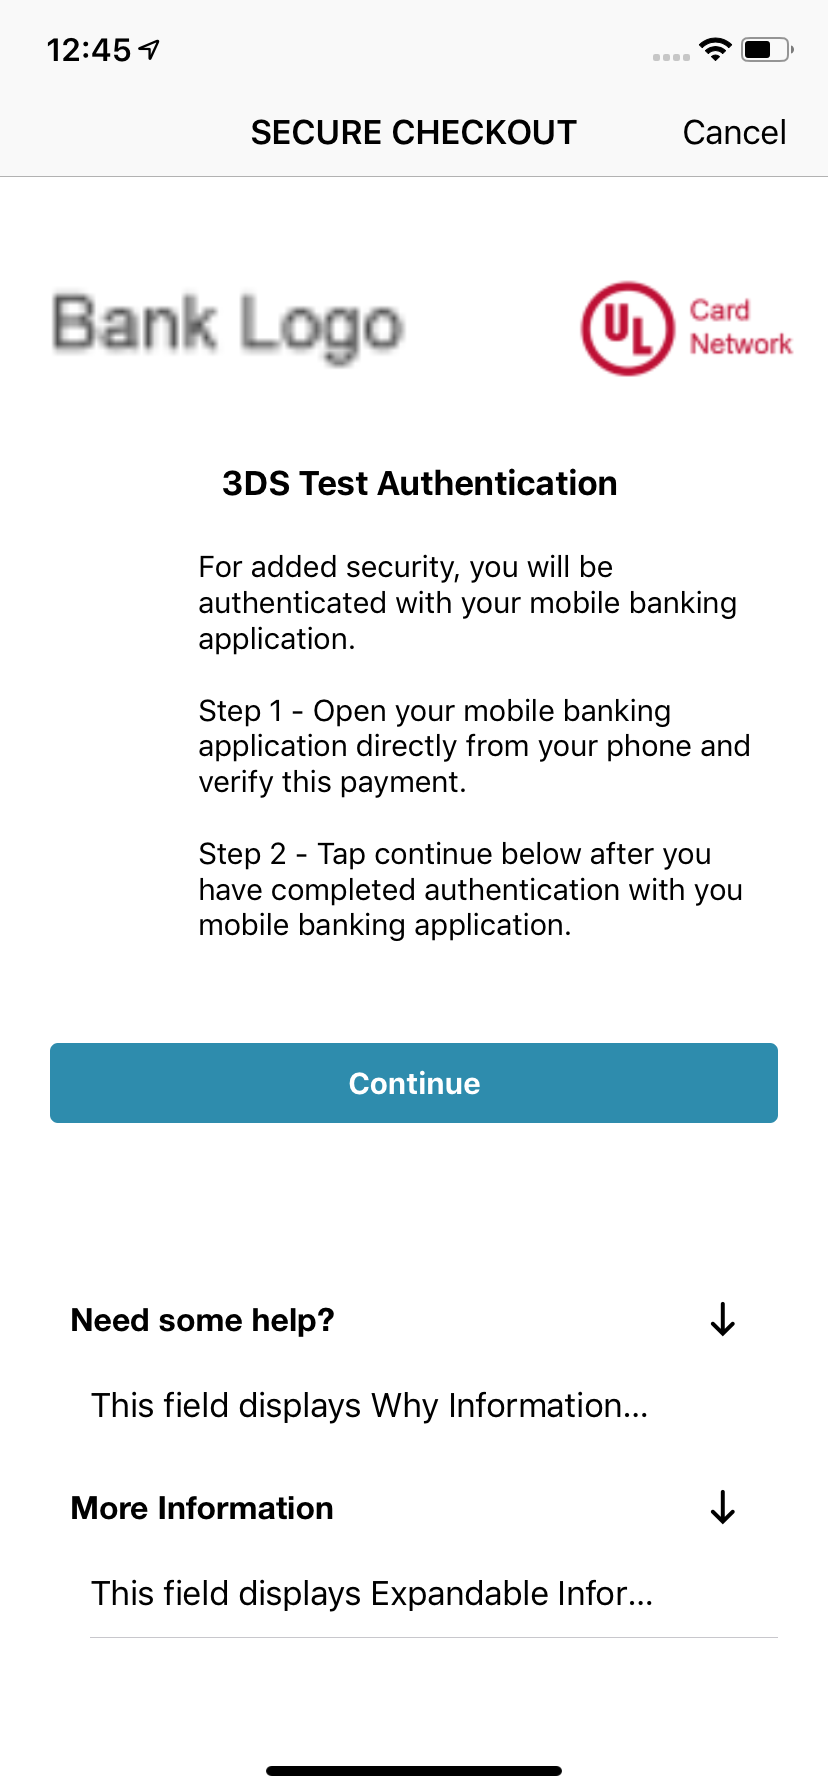 12:45
SECURE CHECKOUT
Cancel
Bank Logo
UL
Card
Network
3DS Test Authentication
For added security, you will be
authenticated with your mobile banking
application.
Step 1 - Open your mobile banking
application directly from your phone and
verify this payment.
Step 2 - Tap continue below after you
have completed authentication with you
mobile banking application.
Continue
Need some help?
This field displays Why Information...
More Information
This field displays Expandable Infor...